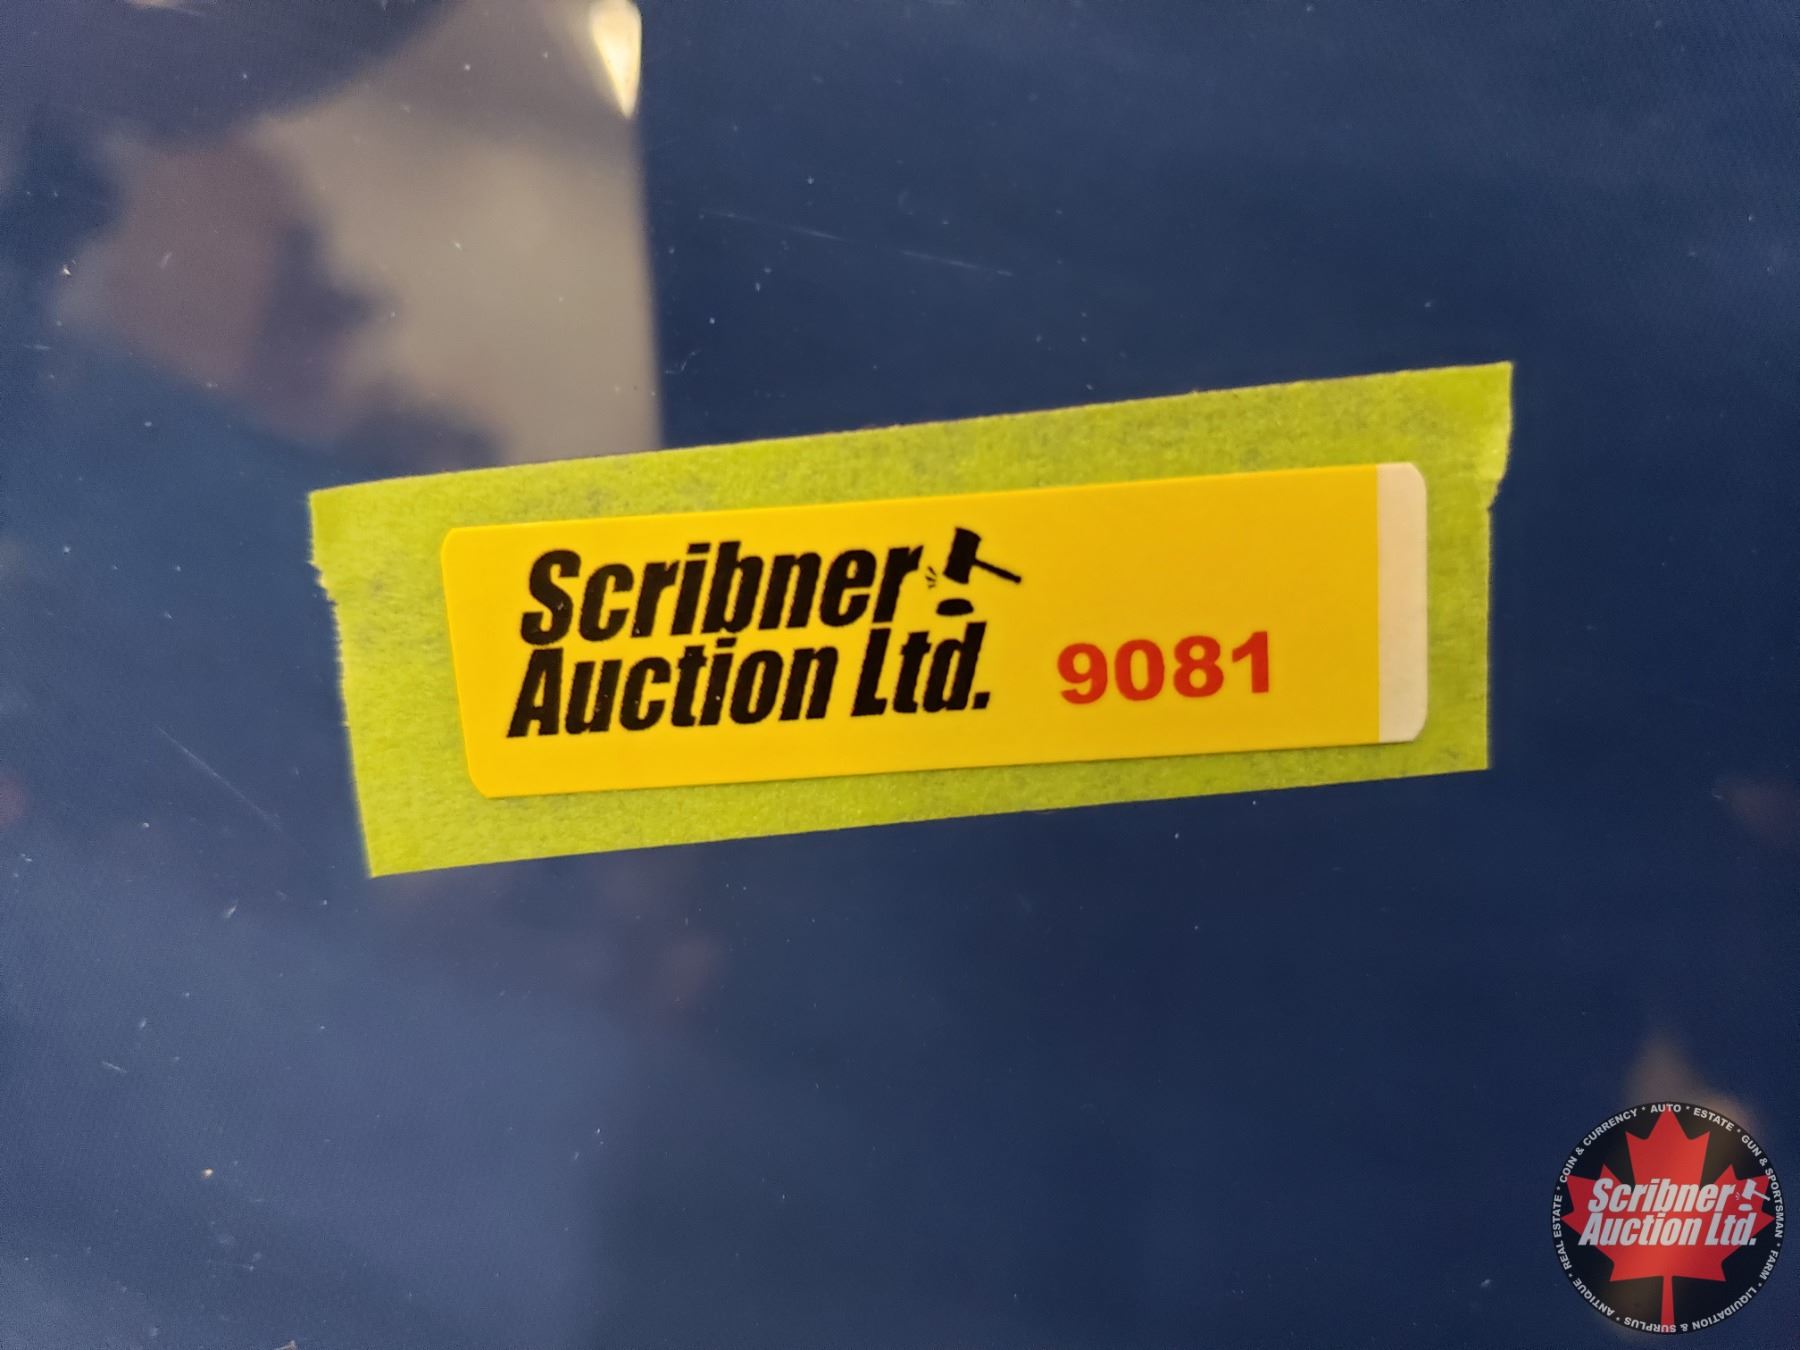 Scribner
Auction Ltd.
9081
COIN & CURRENCY * AUTO * ESTATE * GUN & SPORTSMAN * FARM * LIQUIDATION & SURPLUS * ANTIQUE * REAL ESTATE *
Scribner
Auction Ltd.